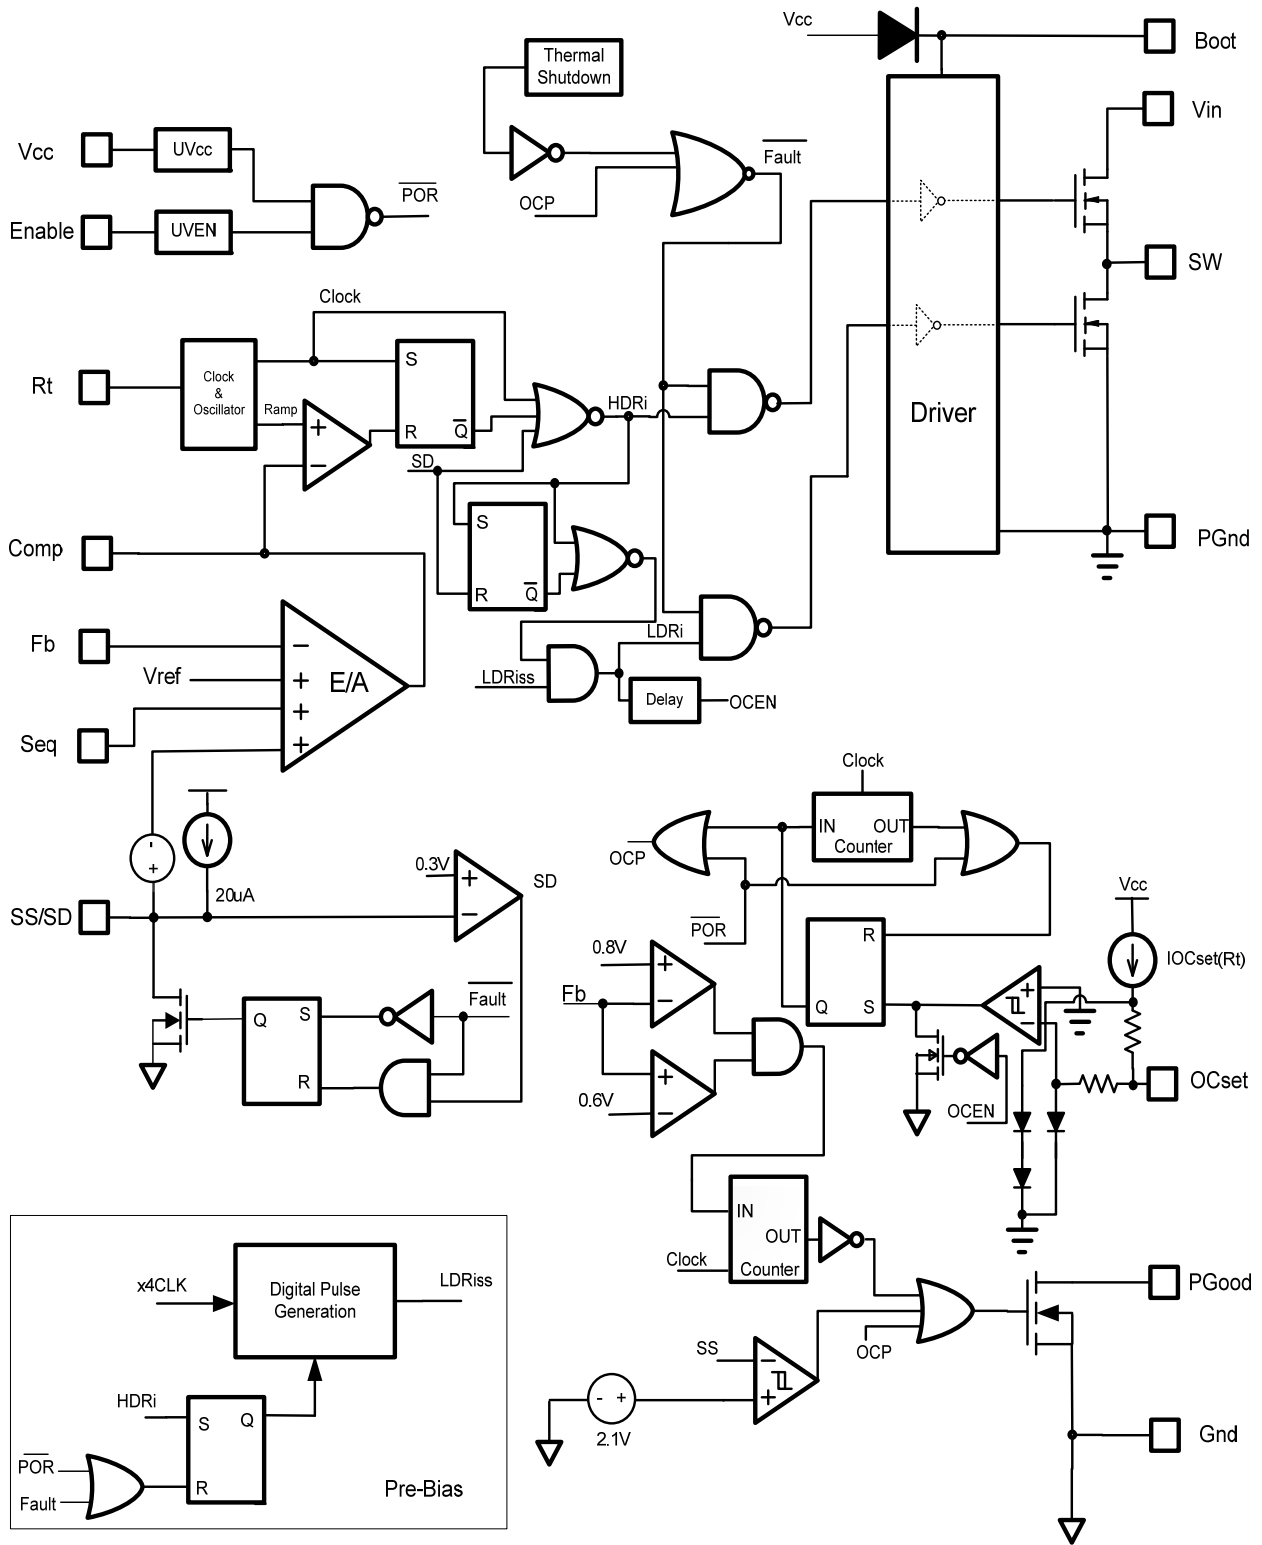 Vcc
Boot
Thermal
Shutdown
Vin
Fault
Vcc
UVcc
POR
OCP
Enable
UVEN
SW
Clock
Rt
Clock
&
Oscillator
Ramp
+
−
S
R
Q
HDRi
SD
Driver
S
R
Q
Comp
PGnd
Fb
Vref
Seq
−
+
+
+
E/A
LDRi
LDRiss
Delay
OCEN
Clock
IN
OUT
Counter
OCP
-
+
20uA
0.3V
+
−
SD
SS/SD
POR
Vcc
IOCset(Rt)
R
Q
S
0.8V
+
−
Fb
+
−
Fault
Q
S
R
+
−
0.6V
OCEN
OCset
IN
OUT
Counter
Clock
x4CLK
Digital Pulse
Generation
LDRiss
PGood
SS
OCP
−
+
HDRi
S
Q
R
- +
2.1V
Gnd
POR
Fault
Pre-Bias